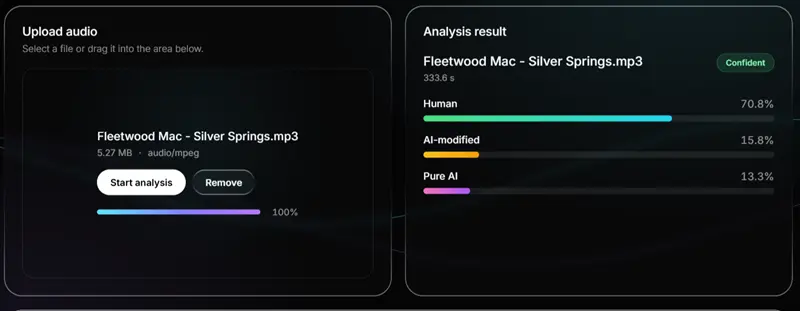 Upload audio
Select a file or drag it into the area below.
Fleetwood Mac - Silver Springs.mp3
5.27 MB · audio/mpeg
Start analysis Remove
100%
Analysis result
Fleetwood Mac - Silver Springs.mp3 Confident
333.6 s
Human 70.8%
AI-modified 15.8%
Pure AI 13.3%